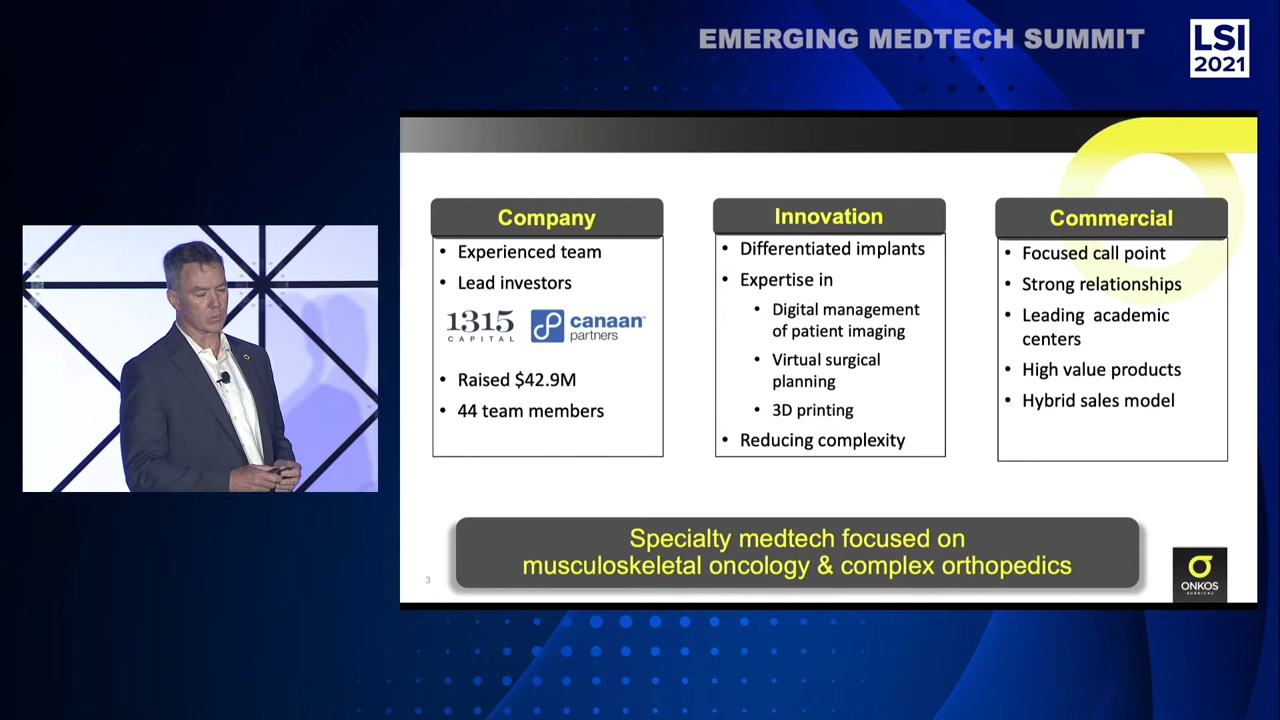 EMERGING MEDTECH SUMMIT
LSI
2021
Company
• Experienced team
• Lead investors
1315
CAPITAL
canaan
partners
• Raised $42.9M
• 44 team members
Innovation
• Differentiated implants
• Expertise in
• Digital management
of patient imaging
• Virtual surgical
planning
• 3D printing
• Reducing complexity
Commercial
• Focused call point
• Strong relationships
• Leading academic
centers
• High value products
• Hybrid sales model
Specialty medtech focused on
musculoskeletal oncology & complex orthopedics
3
ONKOS
SURGICAL